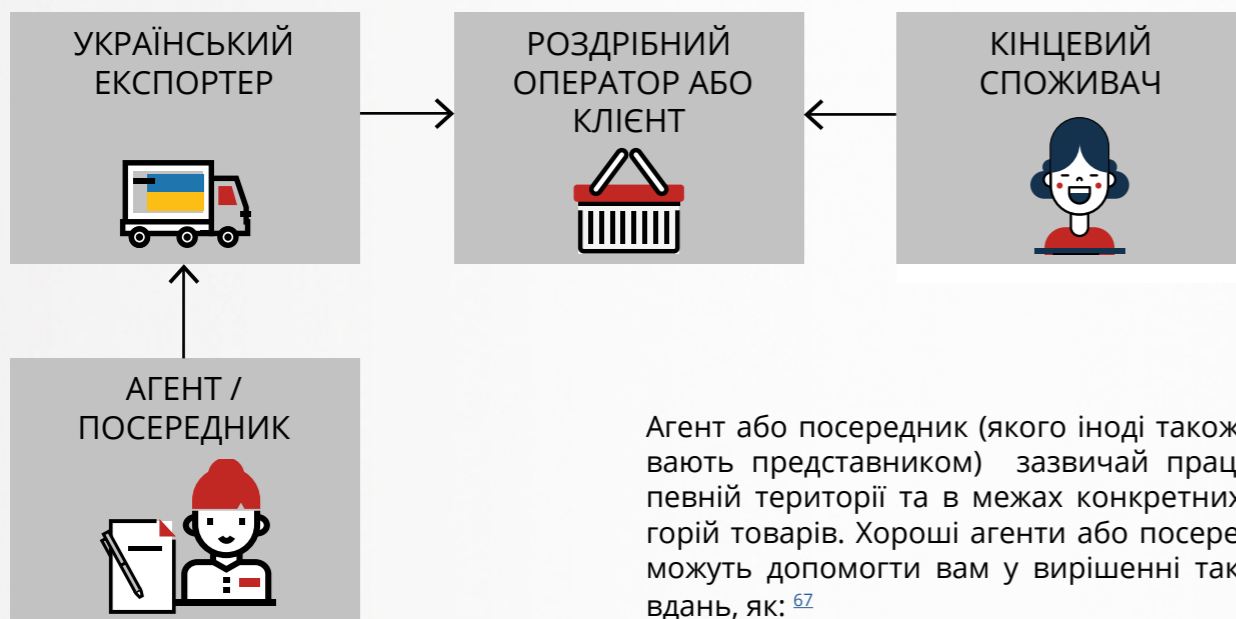 УКРАЇНСЬКИЙ
ЕКСПОРТЕР
РОЗДРІБНИЙ
ОПЕРАТОР АБО
КЛІЄНТ
КІНЦЕВИЙ
СПОЖИВАЧ
АГЕНТ /
ПОСЕРЕДНИК
Агент або посередник (якого іноді також
вають представником) зазвичай прац
певній території та в межах конкретних
горій товарів. Хороші агенти або посере
можуть допомогти вам у вирішенні так
вдань, як: 67